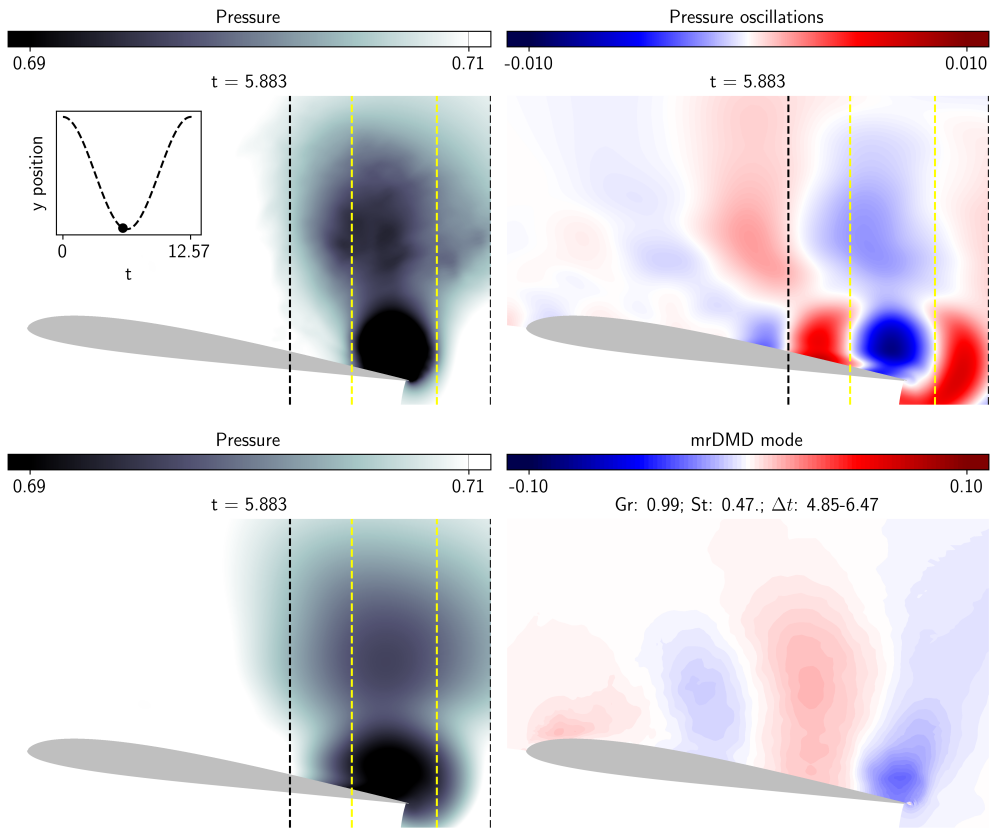 Pressure
0.69 0.71
t = 5.883
y position
0 12.57
t
Pressure oscillations
-0.010 0.010
t = 5.883
Pressure
0.69 0.71
t = 5.883
mrDMD mode
-0.10 0.10
Gr: 0.99; St: 0.47.; Δt: 4.85-6.47